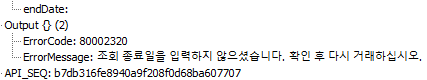 endDate:
Output {} (2)
ErrorCode: 80002320
ErrorMessage: 조회 종료일을 입력하지 않으셨습니다. 확인 후 다시 거래하십시오.
API_SEQ: b7db316fe8940a9f208f0d68ba607707